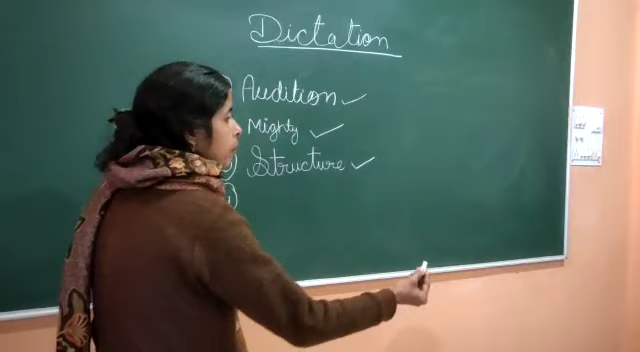 Dictation
Audition ✓
Mighty ✓
) Structure ✓
)